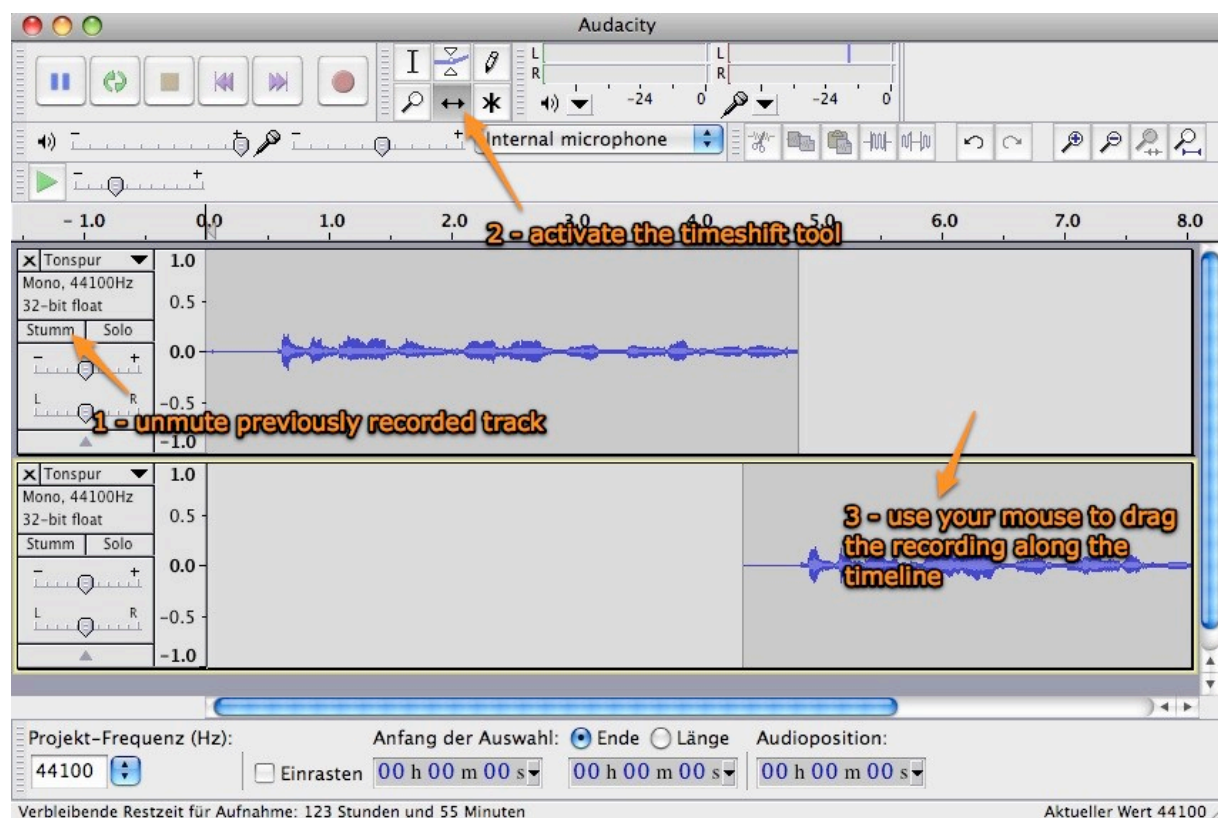 Audacity
L
R
L
R
-24 0
-24 0
- +
- +
Internal microphone
- +
- 1.0 0.0 1.0 2.0 3.0 4.0 5.0 6.0 7.0 8.0
2 - activate the timeshift tool
Tonspur
Mono, 44100Hz
32-bit float
Stumm Solo
- +
L R
1.0
0.5
0.0
-0.5
-1.0
1 - unmute previously recorded track
Tonspur
Mono, 44100Hz
32-bit float
Stumm Solo
- +
L R
1.0
0.5
0.0
-0.5
-1.0
3 - use your mouse to drag
the recording along the
timeline
Projekt-Frequenz (Hz): Anfang der Auswahl: Ende Länge Audioposition:
44100 Einrasten 00 h 00 m 00 s 00 h 00 m 00 s 00 h 00 m 00 s
Verbleibende Restzeit für Aufnahme: 123 Stunden und 55 Minuten Aktueller Wert 44100